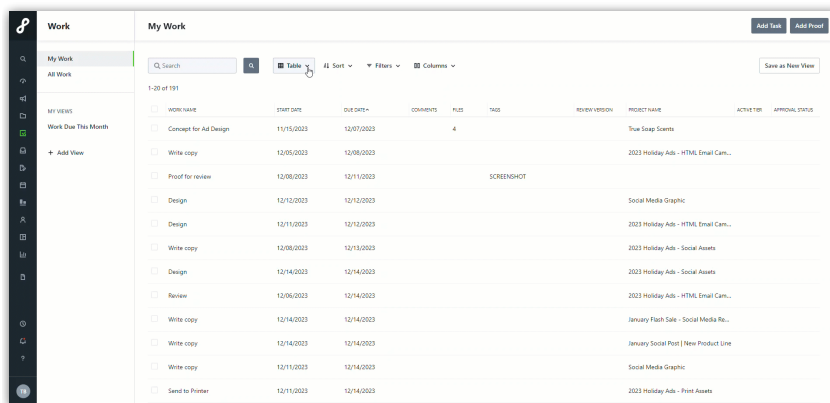 Work
My Work
Add Task
Add Proof
My Work
All Work
MY VIEWS
Work Due This Month
+ Add View
Search
Table
Sort
Filters
Columns
Save as New View
1-20 of 191
WORK NAME START DATE DUE DATE COMMENTS FILES TAGS REVIEW VERSION PROJECT NAME ACTIVE TIER APPROVAL STATUS
Concept for Ad Design 11/15/2023 12/07/2023 4 True Soap Scents
Write copy 12/05/2023 12/08/2023 2023 Holiday Ads - HTML Email Cam...
Proof for review 12/08/2023 12/11/2023 SCREENSHOT
Design 12/12/2023 12/12/2023 Social Media Graphic
Design 12/11/2023 12/12/2023 2023 Holiday Ads - HTML Email Cam...
Write copy 12/08/2023 12/13/2023 2023 Holiday Ads - Social Assets
Design 12/14/2023 12/14/2023 2023 Holiday Ads - Social Assets
Review 12/06/2023 12/14/2023 2023 Holiday Ads - HTML Email Cam...
Write copy 12/14/2023 12/14/2023 January Flash Sale - Social Media Re...
Write copy 12/14/2023 12/14/2023 January Social Post | New Product Line
Write copy 12/11/2023 12/14/2023 Social Media Graphic
Send to Printer 12/11/2023 12/14/2023 2023 Holiday Ads - Print Assets